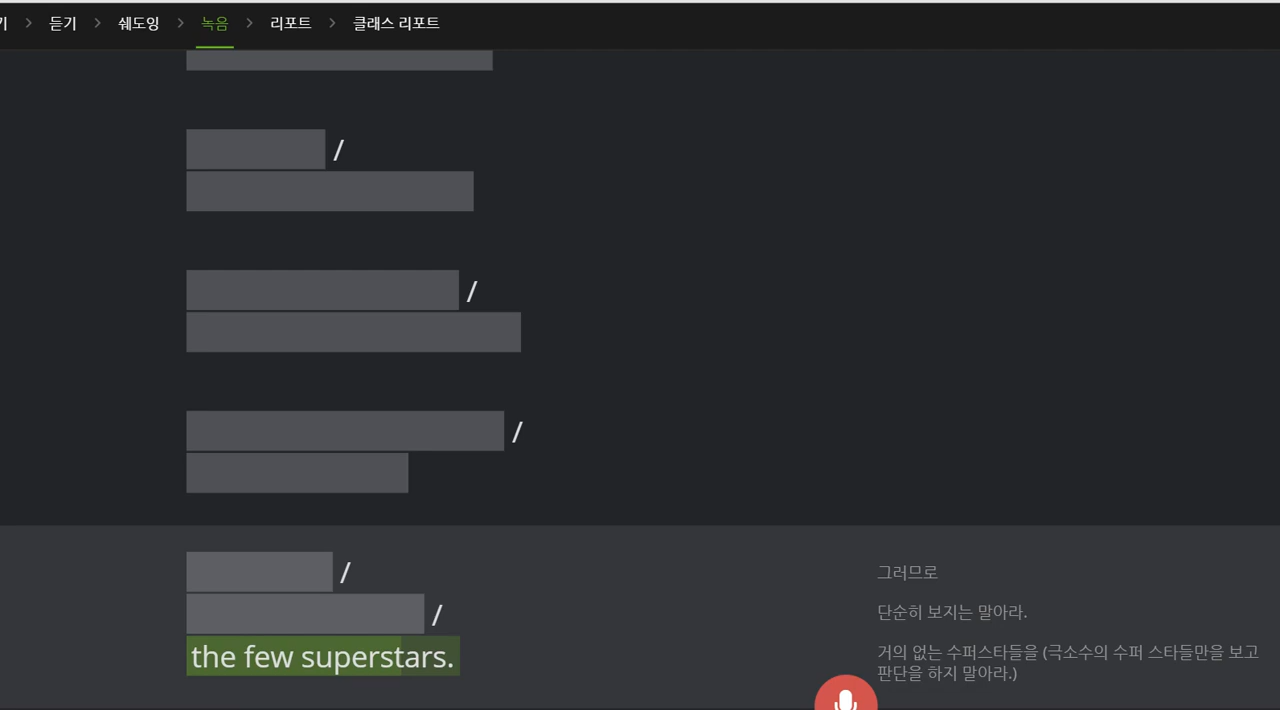 기 > 듣기 > 쉐도잉 > 녹음 > 리포트 > 클래스 리포트
/
/
/
/
/
the few superstars.
그러므로
단순히 보지는 말아라.
거의 없는 수퍼스타들을 (극소수의 수퍼 스타들만을 보고
판단을 하지 말아라.)